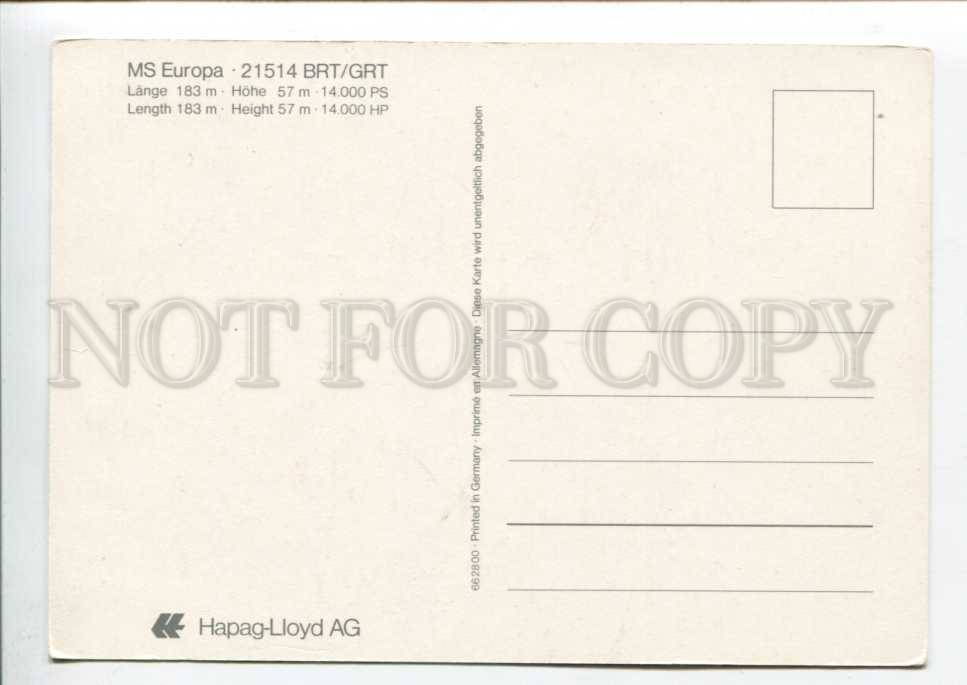 MS Europa · 21514 BRT/GRT
Länge 183 m · Höhe 57 m · 14.000 PS
Length 183 m · Height 57 m · 14.000 HP
662800 · Printed in Germany · Imprimé en Allemagne · Diese Karte wird unentgeltlich abgegeben
NOT FOR COPY
Hapag-Lloyd AG